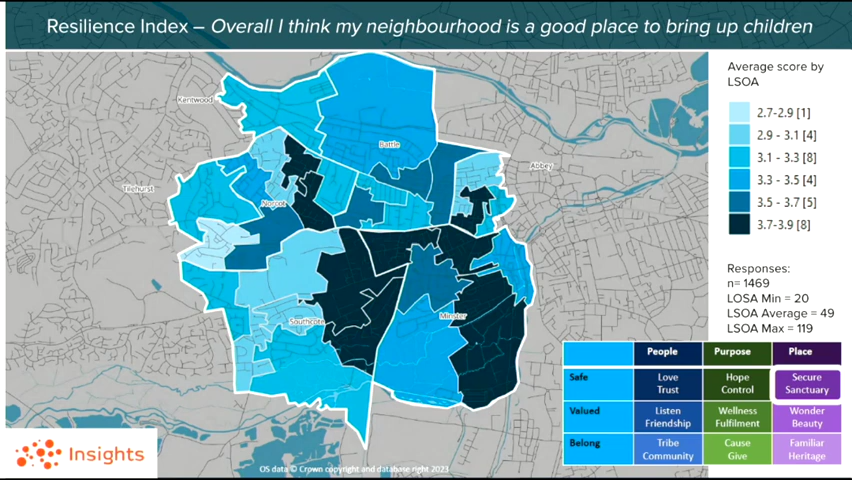 Resilience Index – Overall I think my neighbourhood is a good place to bring up children
Kentwood
Battle
Abbey
Tilehurst
Norcot
Southcote
Minster
Average score by
LSOA
2.7-2.9 [1]
2.9 - 3.1 [4]
3.1 - 3.3 [8]
3.3 - 3.5 [4]
3.5 - 3.7 [5]
3.7-3.9 [8]
Responses:
n= 1469
LOSA Min = 20
LSOA Average = 49
LSOA Max = 119
People Purpose Place
Safe Love Trust Hope Control Secure Sanctuary
Valued Listen Friendship Wellness Fulfilment Wonder Beauty
Belong Tribe Community Cause Give Familiar Heritage
Insights
OS data © Crown copyright and database right 2023